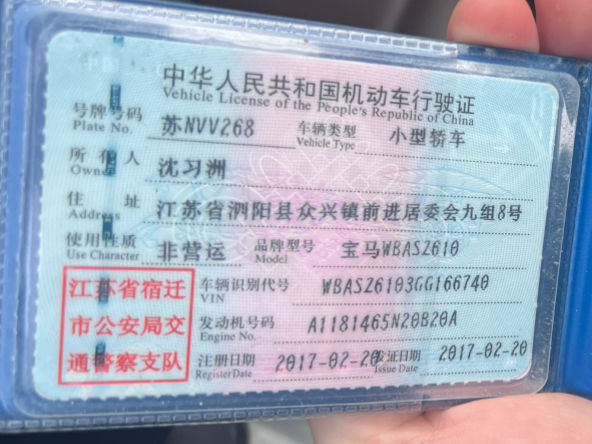 中华人民共和国机动车行驶证
Vehicle License of the People's Republic of China
号牌号码 苏NVV268 车辆类型 小型轿车
Plate No. Vehicle Type
所有人 沈习洲
Owner
住址 江苏省泗阳县众兴镇前进居委会九组8号
Address
使用性质 非营运 品牌型号 宝马WBASZ610
Use Character Model
江苏省宿迁
市公安局交
通警察支队
车辆识别代号 WBASZ6103GG166740
VIN
发动机号码 A1181465N20B20A
Engine No.
注册日期 2017-02-20 发证日期 2017-02-20
Register Date Issue Date